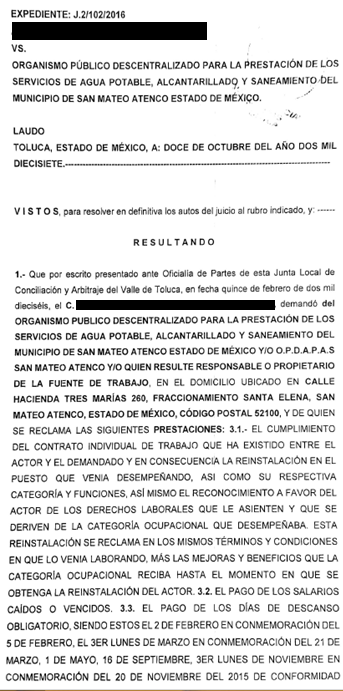 EXPEDIENTE: J.2/102/2016
VS.
ORGANISMO PÚBLICO DESCENTRALIZADO PARA LA PRESTACIÓN DE LOS
SERVICIOS DE AGUA POTABLE, ALCANTARILLADO Y SANEAMIENTO DEL
MUNICIPIO DE SAN MATEO ATENCO ESTADO DE MÉXICO.
LAUDO
TOLUCA, ESTADO DE MÉXICO, A: DOCE DE OCTUBRE DEL AÑO DOS MIL
DIECISIETE.------------------------------------------------------------
V I S T O S, para resolver en definitiva los autos del juicio al rubro indicado, y: ------
R E S U L T A N D O
1.- Que por escrito presentado ante Oficialía de Partes de esta Junta Local de
Conciliación y Arbitraje del Valle de Toluca, en fecha quince de febrero de dos mil
dieciséis, el C. demandó del
ORGANISMO PUBLICO DESCENTRALIZADO PARA LA PRESTACIÓN DE LOS
SERVICIOS DE AGUA POTABLE, ALCANTARILLADO Y SANEAMIENTO DEL
MUNICIPIO DE SAN MATEO ATENCO ESTADO DE MÉXICO Y/O O.P.D.A.P.A.S
SAN MATEO ATENCO Y/O QUIEN RESULTE RESPONSABLE O PROPIETARIO
DE LA FUENTE DE TRABAJO, EN EL DOMICILIO UBICADO EN CALLE
HACIENDA TRES MARÍAS 260, FRACCIONAMIENTO SANTA ELENA, SAN
MATEO ATENCO, ESTADO DE MÉXICO, CÓDIGO POSTAL 52100, Y DE QUIEN
SE RECLAMA LAS SIGUIENTES PRESTACIONES: 3.1.- EL CUMPLIMIENTO
DEL CONTRATO INDIVIDUAL DE TRABAJO QUE HA EXISTIDO ENTRE EL
ACTOR Y EL DEMANDADO Y EN CONSECUENCIA LA REINSTALACIÓN EN EL
PUESTO QUE VENIA DESEMPEÑANDO, ASI COMO SU RESPECTIVA
CATEGORÍA Y FUNCIONES, ASÍ MISMO EL RECONOCIMIENTO A FAVOR DEL
ACTOR DE LOS DERECHOS LABORALES QUE LE ASIENTEN Y QUE SE
DERIVEN DE LA CATEGORÍA OCUPACIONAL QUE DESEMPEÑABA. ESTA
REINSTALACIÓN SE RECLAMA EN LOS MISMOS TÉRMINOS Y CONDICIONES
EN QUE LO VENIA LABORANDO, MÁS LAS MEJORAS Y BENEFICIOS QUE LA
CATEGORÍA OCUPACIONAL RECIBA HASTA EL MOMENTO EN QUE SE
OBTENGA LA REINSTALACIÓN DEL ACTOR. 3.2. EL PAGO DE LOS SALARIOS
CAÍDOS O VENCIDOS. 3.3. EL PAGO DE LOS DÍAS DE DESCANSO
OBLIGATORIO, SIENDO ESTOS EL 2 DE FEBRERO EN CONMEMORACIÓN DEL
5 DE FEBRERO, EL 3ER LUNES DE MARZO EN CONMEMORACIÓN DEL 21 DE
MARZO, 1 DE MAYO, 16 DE SEPTIEMBRE, 3ER LUNES DE NOVIEMBRE EN
CONMEMORACIÓN DEL 20 DE NOVIEMBRE DEL 2015 DE CONFORMIDAD